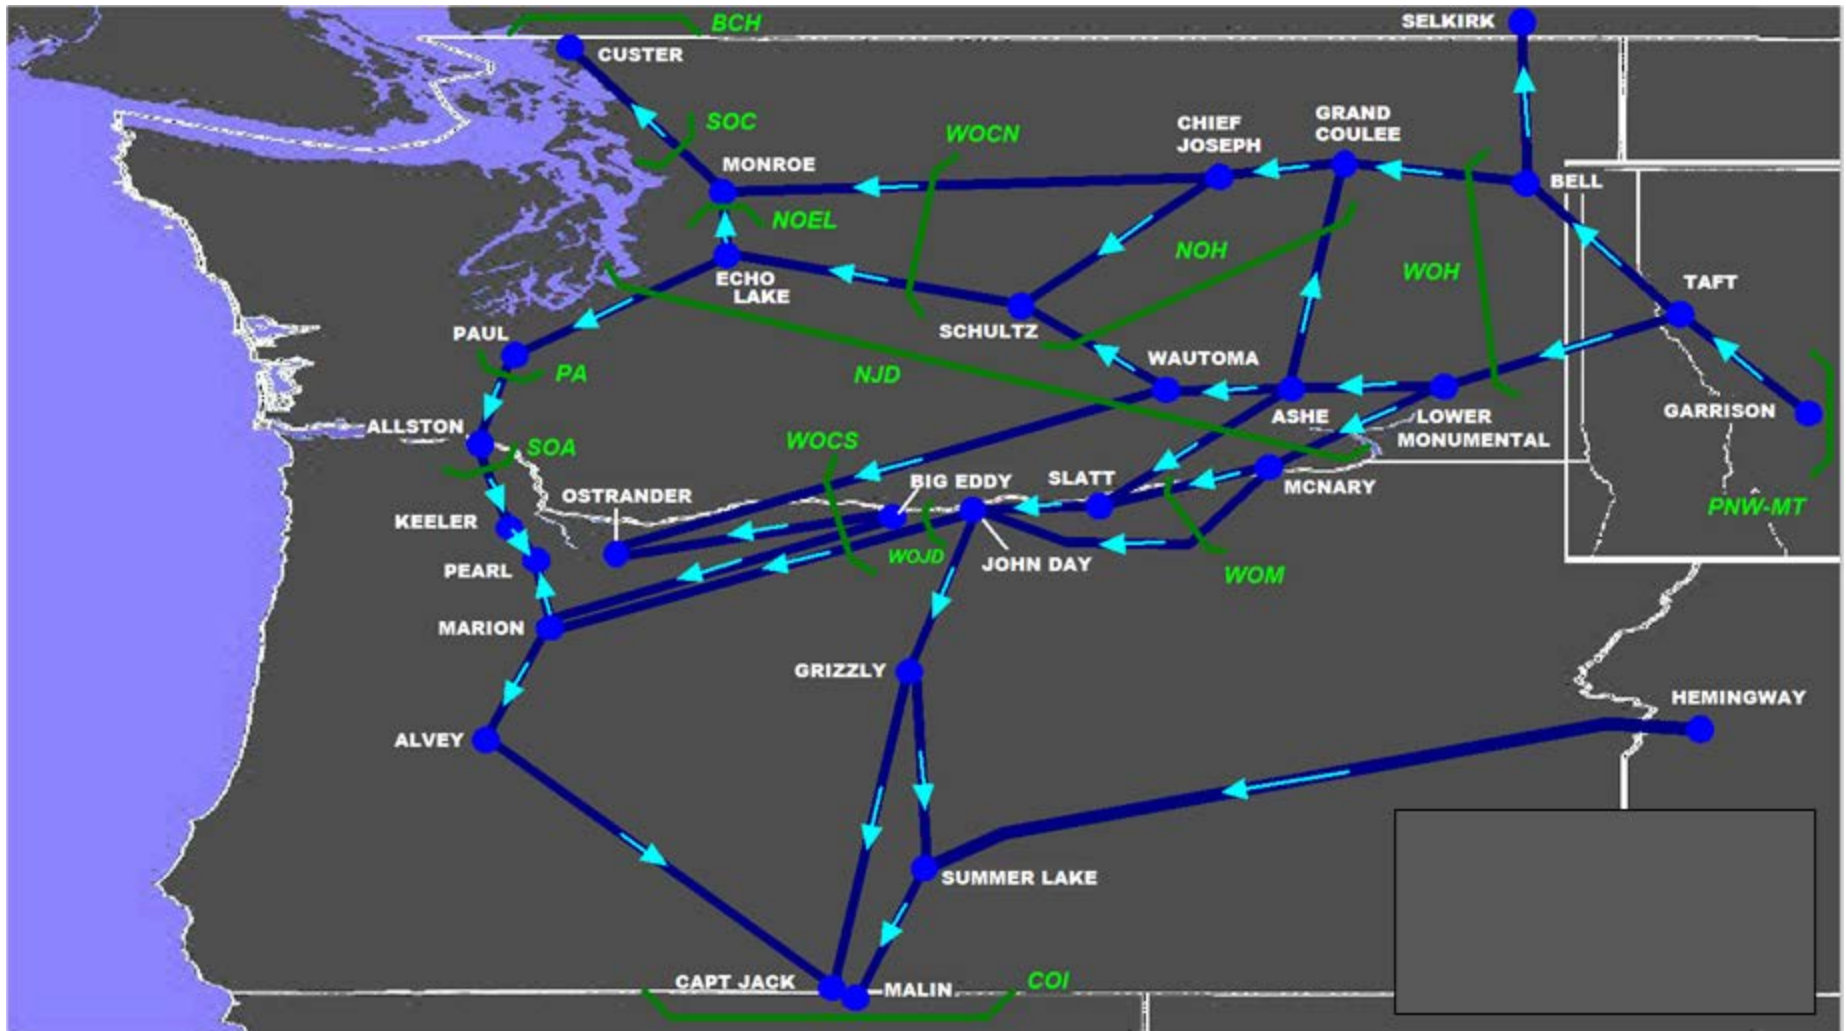 BCH
SELKIRK
CUSTER
SOC
WOCN
CHIEF
JOSEPH
GRAND
COULEE
MONROE
BELL
NOEL
NOH
WOH
ECHO
LAKE
TAFT
SCHULTZ
PAUL
WAUTOMA
PA
NJD
ASHE
LOWER
MONUMENTAL
GARRISON
ALLSTON
SOA
WOCS
BIG EDDY
SLATT
MCNARY
OSTRANDER
PNW-MT
KEELER
WOJD
JOHN DAY
WOM
PEARL
MARION
GRIZZLY
HEMINGWAY
ALVEY
SUMMER LAKE
CAPT JACK
MALIN
COI